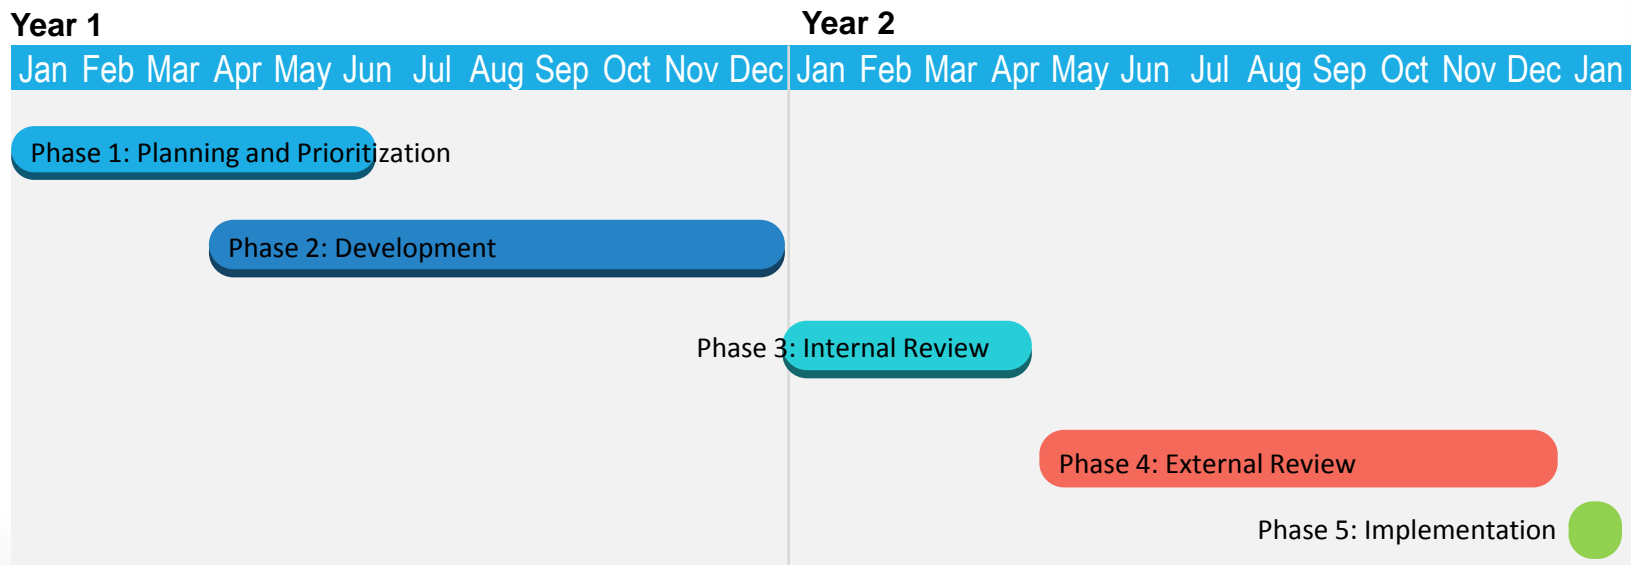 Year 1
Year 2
Jan Feb Mar Apr May Jun Jul Aug Sep Oct Nov Dec Jan Feb Mar Apr May Jun Jul Aug Sep Oct Nov Dec Jan
Phase 1: Planning and Prioritization
Phase 2: Development
Phase 3: Internal Review
Phase 4: External Review
Phase 5: Implementation